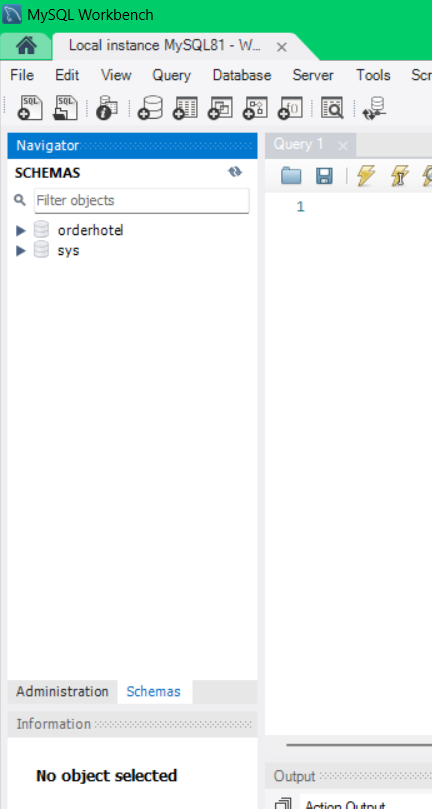 MySQL Workbench
Local instance MySQL81 - W...
File Edit View Query Database Server Tools Scr
Navigator
SCHEMAS
Filter objects
orderhotel
sys
Administration Schemas
Information
No object selected
Query 1
1
Output
Action Output